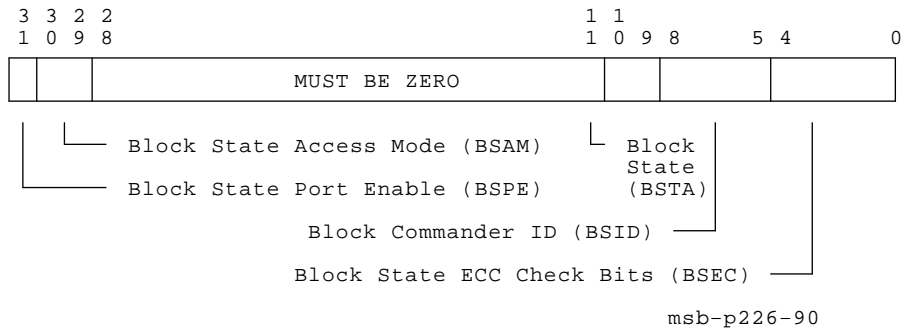 3 3 2 2 1 1
1 0 9 8 1 0 9 8 5 4 0
MUST BE ZERO
Block State Access Mode (BSAM)
Block
State
(BSTA)
Block State Port Enable (BSPE)
Block Commander ID (BSID)
Block State ECC Check Bits (BSEC)
msb-p226-90